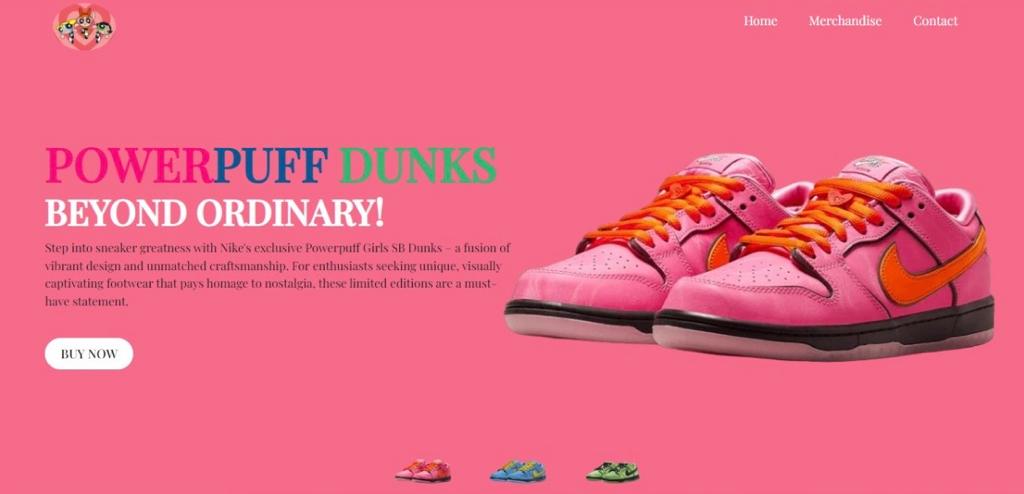 Home Merchandise Contact
POWERPUFF DUNKS
BEYOND ORDINARY!
Step into sneaker greatness with Nike's exclusive Powerpuff Girls SB Dunks – a fusion of
vibrant design and unmatched craftsmanship. For enthusiasts seeking unique, visually
captivating footwear that pays homage to nostalgia, these limited editions are a must-
have statement.
BUY NOW